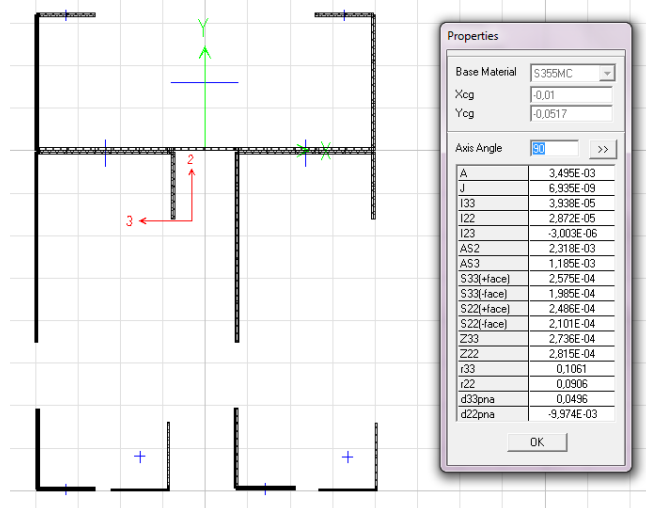 Y
X
2
3
Properties
Base Material S355MC
Xcg -0,01
Ycg -0,0517
Axis Angle 90 >>
A 3,495E-03
J 6,935E-09
I33 3,938E-05
I22 2,872E-05
I23 -3,003E-06
AS2 2,318E-03
AS3 1,185E-03
S33(+face) 2,575E-04
S33(-face) 1,985E-04
S22(+face) 2,486E-04
S22(-face) 2,101E-04
Z33 2,736E-04
Z22 2,815E-04
r33 0,1061
r22 0,0906
d33pna 0,0496
d22pna -9,974E-03
OK